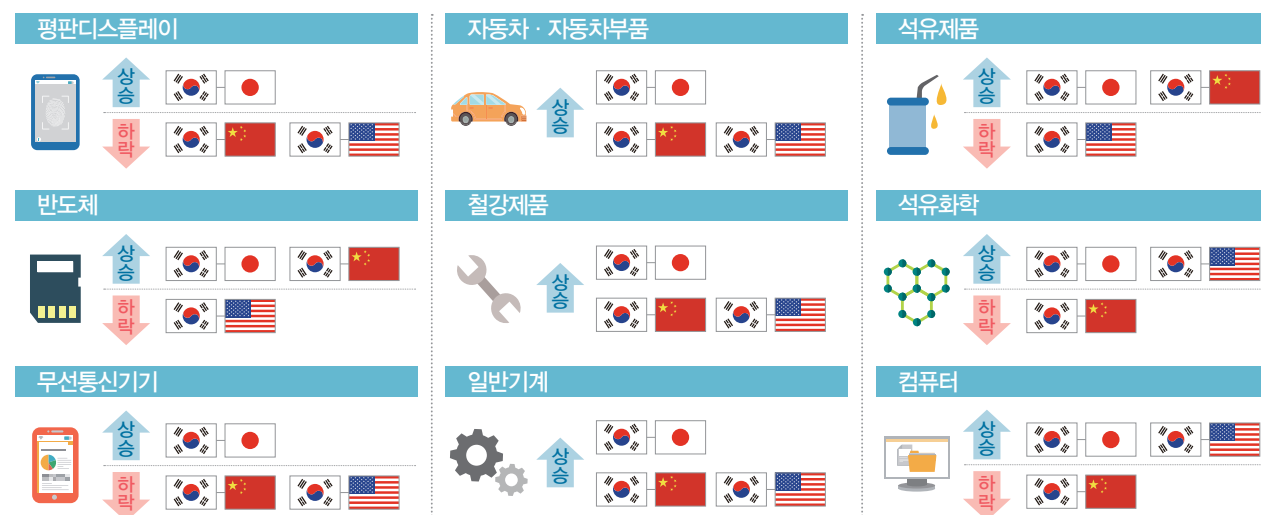 평판디스플레이
상승
하락
반도체
상승
하락
무선통신기기
상승
하락
자동차 · 자동차부품
상승
철강제품
상승
일반기계
상승
석유제품
상승
하락
석유화학
상승
하락
컴퓨터
상승
하락